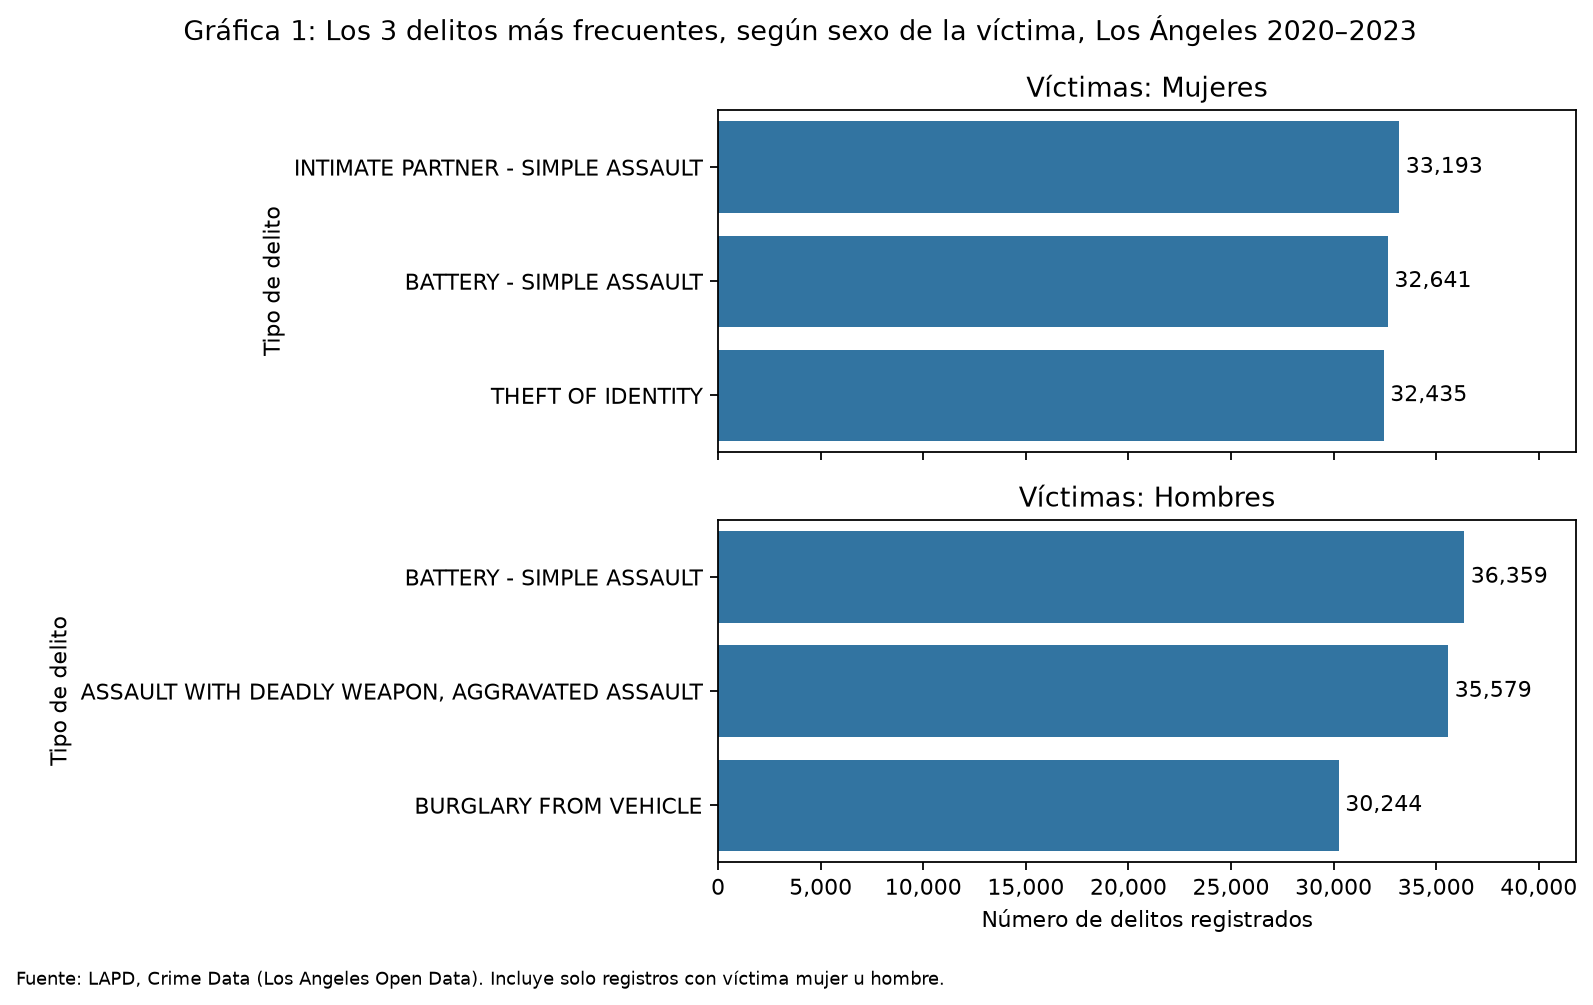 Gráfica 1: Los 3 delitos más frecuentes, según sexo de la víctima, Los Ángeles 2020–2023
Víctimas: Mujeres
Tipo de delito
INTIMATE PARTNER - SIMPLE ASSAULT
33,193
BATTERY - SIMPLE ASSAULT
32,641
THEFT OF IDENTITY
32,435
Víctimas: Hombres
Tipo de delito
BATTERY - SIMPLE ASSAULT
36,359
ASSAULT WITH DEADLY WEAPON, AGGRAVATED ASSAULT
35,579
BURGLARY FROM VEHICLE
30,244
0 5,000 10,000 15,000 20,000 25,000 30,000 35,000 40,000
Número de delitos registrados
Fuente: LAPD, Crime Data (Los Angeles Open Data). Incluye solo registros con víctima mujer u hombre.